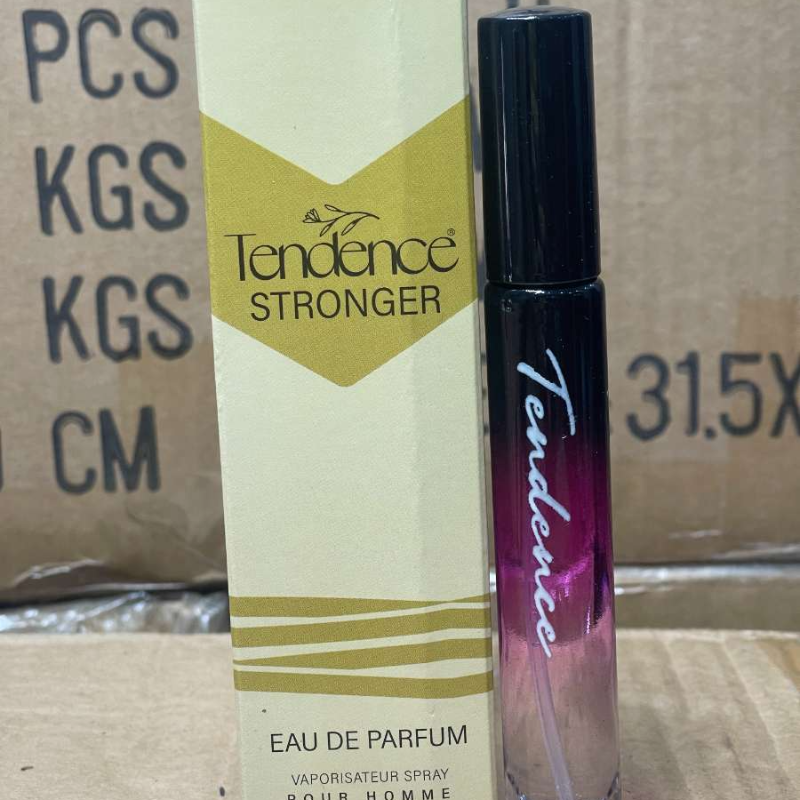 PCS
KGS
KGS
CM
31.5X
Tendence®
STRONGER
EAU DE PARFUM
VAPORISATEUR SPRAY
POUR HOMME
Tendence